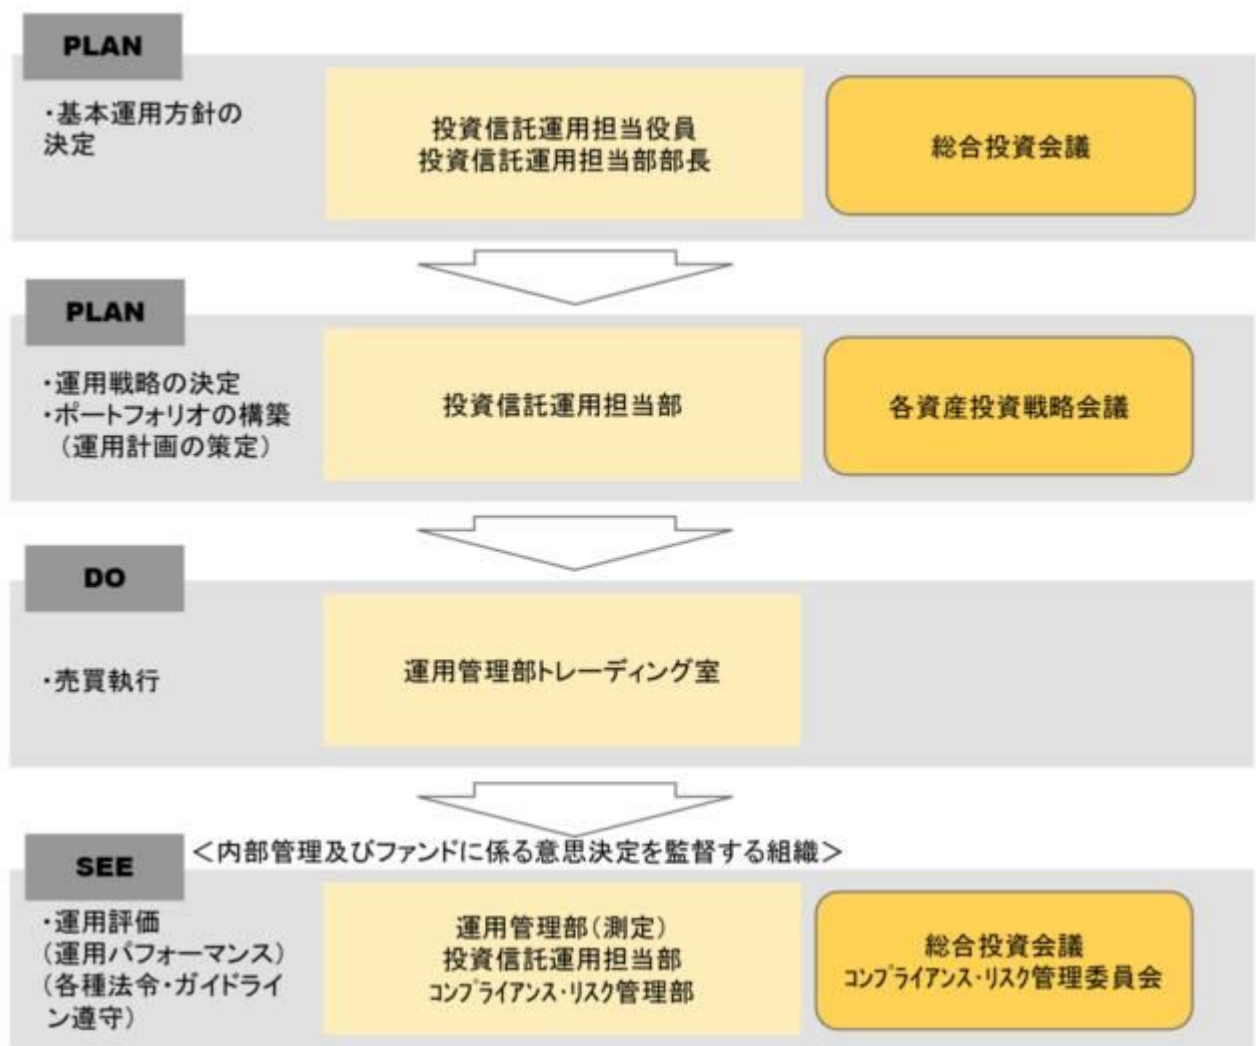 PLAN
・基本運用方針の
決定
投資信託運用担当役員
投資信託運用担当部部長
総合投資会議
PLAN
・運用戦略の決定
・ポートフォリオの構築
（運用計画の策定）
投資信託運用担当部
各資産投資戦略会議
DO
・売買執行
運用管理部トレーディング室
SEE
＜内部管理及びファンドに係る意思決定を監督する組織＞
・運用評価
（運用パフォーマンス）
（各種法令・ガイドライ
ン遵守）
運用管理部（測定）
投資信託運用担当部
ｺﾝﾌﾟﾗｲｱﾝｽ・ﾘｽｸ管理部
総合投資会議
ｺﾝﾌﾟﾗｲｱﾝｽ・ﾘｽｸ管理委員会